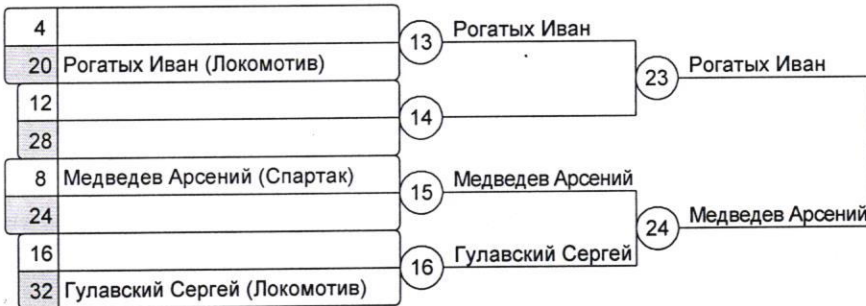 4
13 Рогатых Иван
20 Рогатых Иван (Локомотив)
23 Рогатых Иван
12
14
28
8 Медведев Арсений (Спартак)
15 Медведев Арсений
24
24 Медведев Арсений
16
16 Гулавский Сергей
32 Гулавский Сергей (Локомотив)